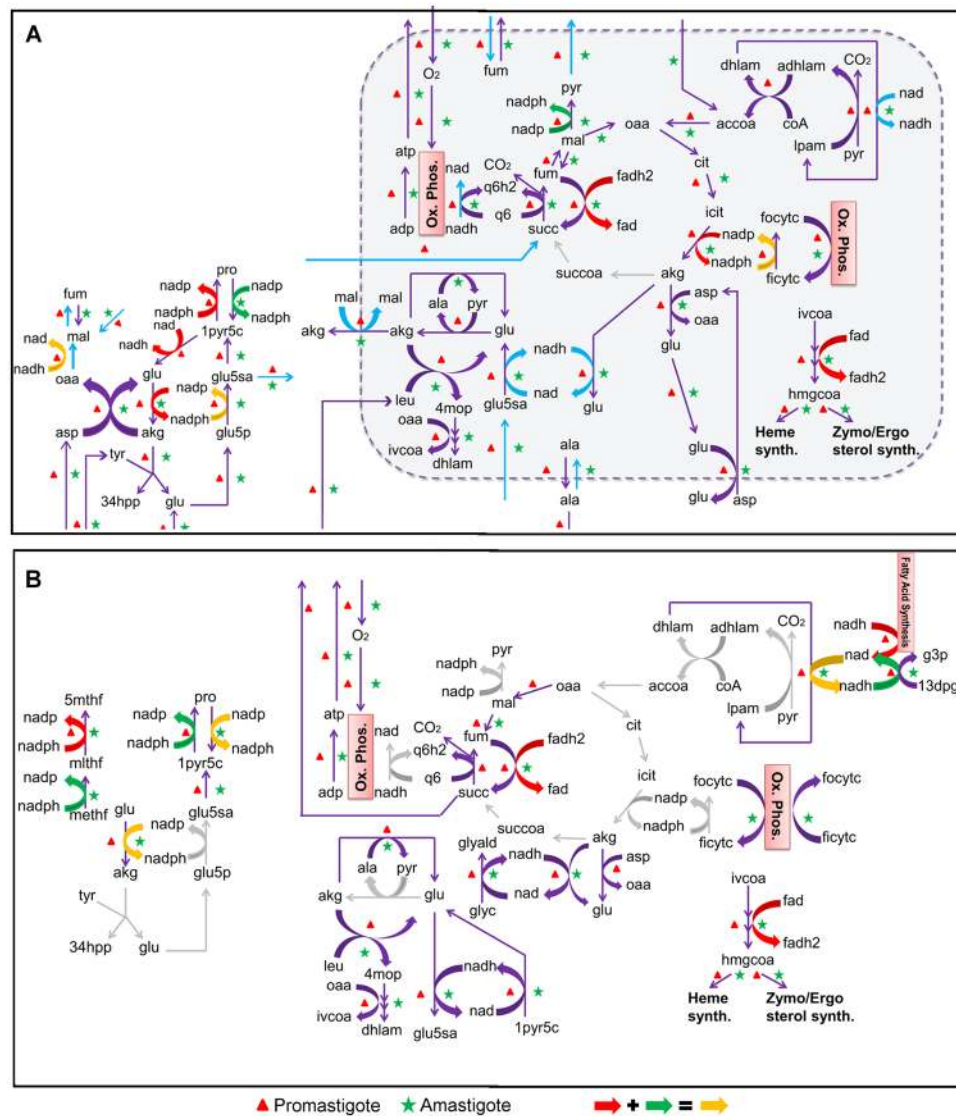 A
O₂
fum
pyr
nadph
nadp
mal
oaa
dhlam
adhlam
CO₂
nad
nadh
accoa
coA
lpam
pyr
atp
nad
CO₂
q6h2
fum
fadh2
cit
icit
Ox. Phos.
adp
nadh
q6
succ
fad
nadp
nadph
focytc
ficytc
Ox. Phos.
succoa
akg
pro
nadp
nadph
nadp
nadph
fum
mal
nad
nadh
oaa
nad
nadh
1pyr5c
glu
glu5sa
nadp
nadph
asp
akg
glu5p
tyr
34hpp
glu
mal
mal
akg
akg
ala
pyr
glu
asp
oaa
glu
ivcoa
fad
fadh2
hmgcoa
Heme
synth.
Zymo/Ergo
sterol synth.
leu
4mop
glu5sa
nadh
nad
glu
oaa
ivcoa
dhlam
ala
ala
glu
glu
asp
B
O₂
pyr
nadph
nadp
mal
oaa
dhlam
adhlam
CO₂
nadh
Fatty Acid Synthesis
nad
nadh
g3p
13dpg
accoa
coA
lpam
pyr
5mthf
nadp
nadph
mlthf
nadp
nadph
methf
pro
nadp
nadph
nadp
nadph
1pyr5c
glu
nadp
nadph
glu5sa
akg
glu5p
tyr
34hpp
glu
atp
nad
CO₂
q6h2
fum
fadh2
cit
Ox. Phos.
adp
nadh
q6
succ
fad
icit
nadp
nadph
focytc
ficytc
Ox. Phos.
focytc
ficytc
succoa
akg
glyald
nadh
asp
oaa
ala
pyr
akg
glu
glyc
nad
glu
leu
4mop
oaa
ivcoa
dhlam
nadh
nad
glu5sa
1pyr5c
ivcoa
fad
fadh2
hmgcoa
Heme
synth.
Zymo/Ergo
sterol synth.
Promastigote Amastigote + =